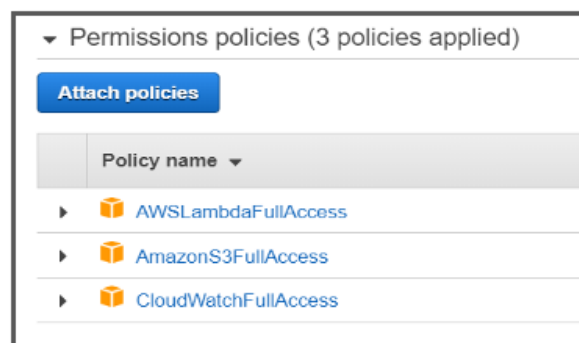 Permissions policies (3 policies applied)
Attach policies
Policy name
AWSLambdaFullAccess
AmazonS3FullAccess
CloudWatchFullAccess